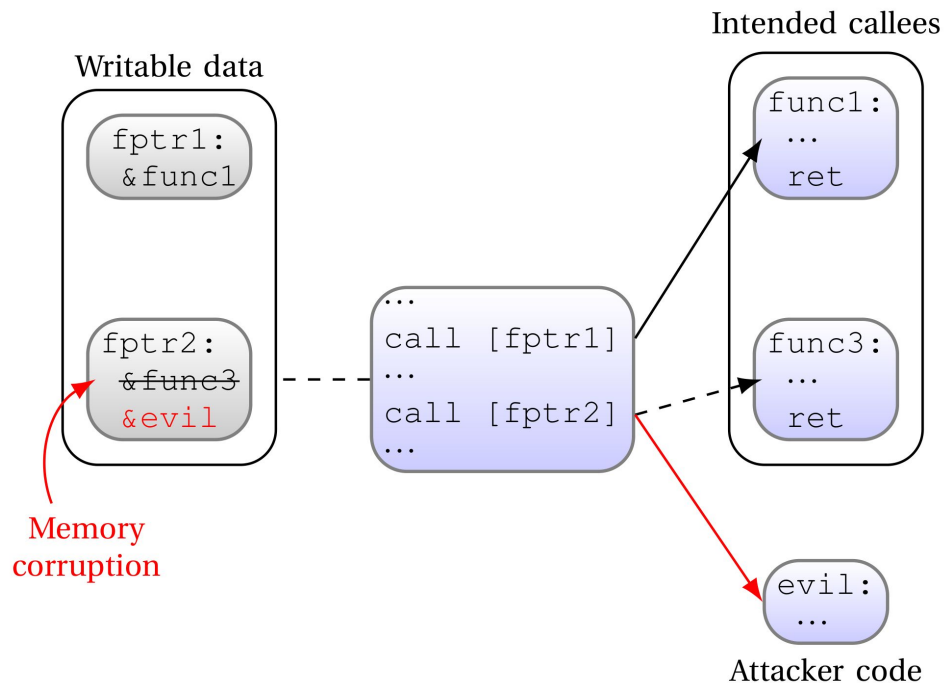 Writable data
fptr1:
&func1
fptr2:
&func3
&evil
Memory
corruption
...
call [fptr1]
...
call [fptr2]
...
Intended callees
func1:
...
ret
func3:
...
ret
evil:
...
Attacker code